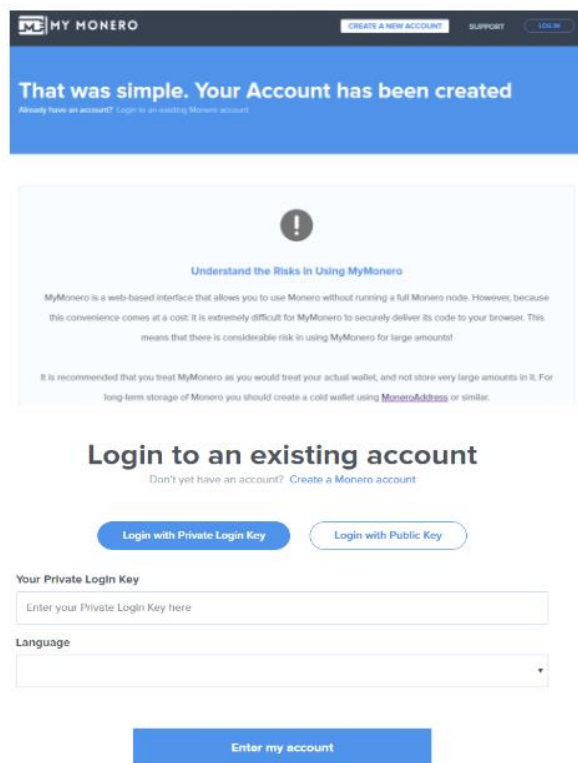 MY MONERO
CREATE A NEW ACCOUNT
SUPPORT
LOG IN
That was simple. Your Account has been created
Already have an account? Login to an existing Monero account
Understand the Risks in Using MyMonero
MyMonero is a web-based interface that allows you to use Monero without running a full Monero node. However, because
this convenience comes at a cost: it is extremely difficult for MyMonero to securely deliver its code to your browser. This
means that there is considerable risk in using MyMonero for large amounts!
It is recommended that you treat MyMonero as you would treat your actual wallet, and not store very large amounts in it. For
long-term storage of Monero you should create a cold wallet using MoneroAddress or similar.
Login to an existing account
Don't yet have an account? Create a Monero account
Login with Private Login Key
Login with Public Key
Your Private Login Key
Enter your Private Login Key here
Language
Enter my account